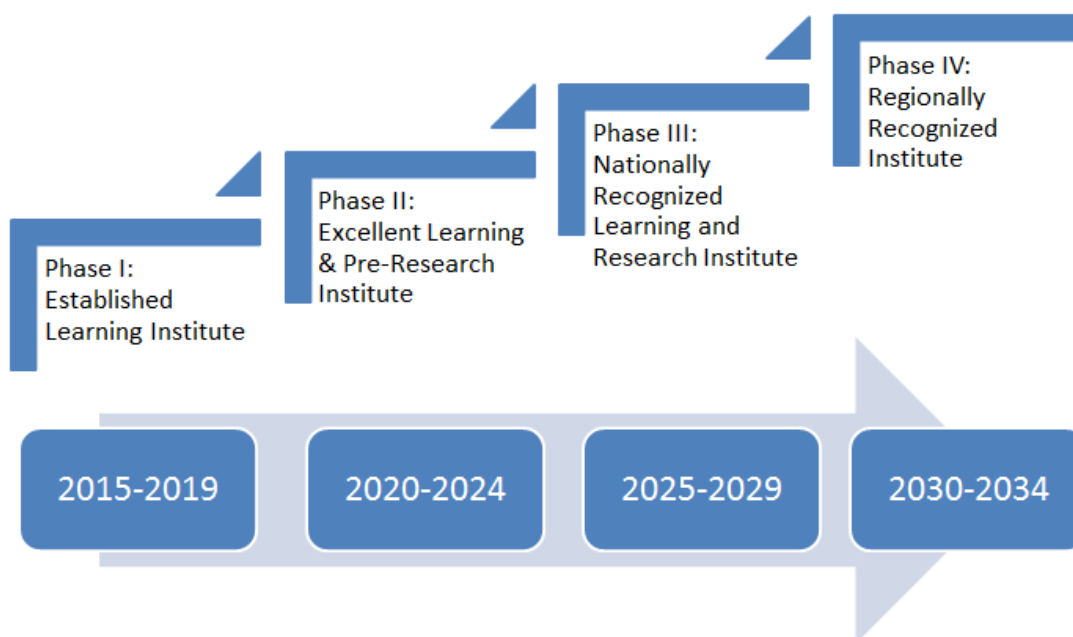 Phase I:
Established
Learning Institute
Phase II:
Excellent Learning
& Pre-Research
Institute
Phase III:
Nationally
Recognized
Learning and
Research Institute
Phase IV:
Regionally
Recognized
Institute
2015-2019
2020-2024
2025-2029
2030-2034